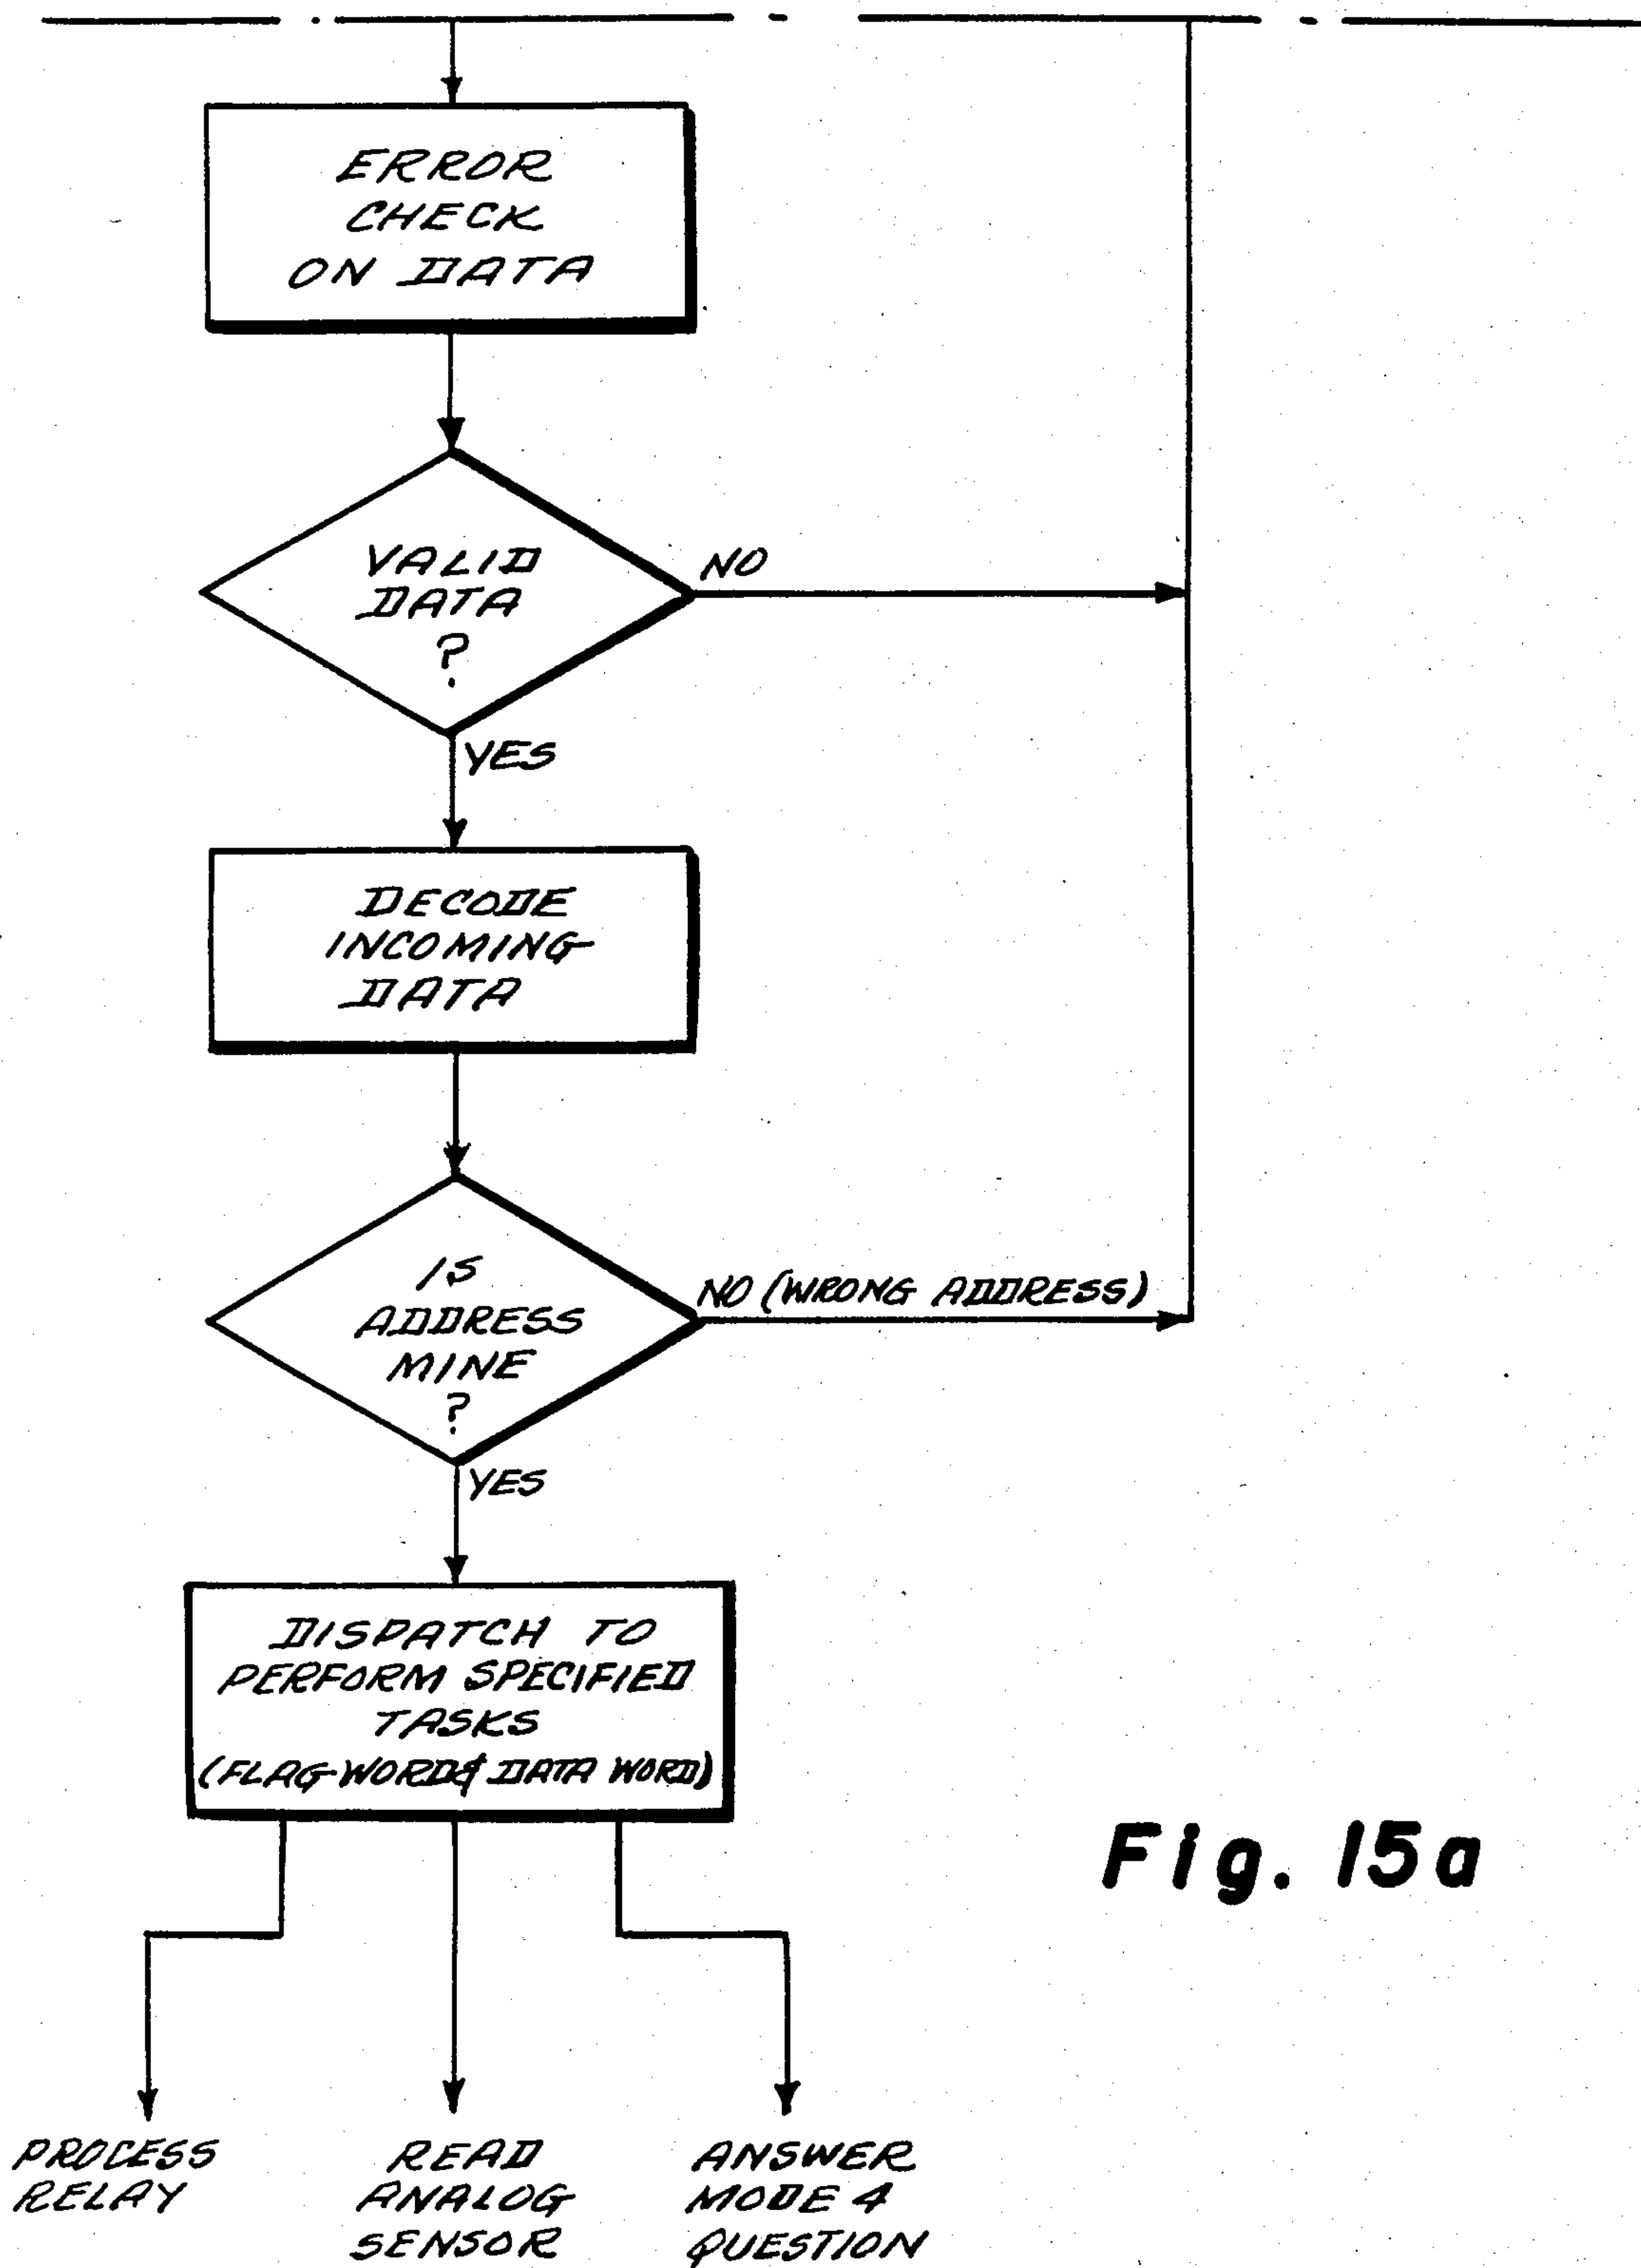 ERROR
CHECK
ON DATA
VALID
DATA
?
NO
YES
DECODE
INCOMING
DATA
IS
ADDRESS
MINE
?
NO (WRONG ADDRESS)
YES
DISPATCH TO
PERFORM SPECIFIED
TASKS
(FLAG WORD & DATA WORD)
Fig. 15a
PROCESS
RELAY
READ
ANALOG
SENSOR
ANSWER
MODE 4
QUESTION